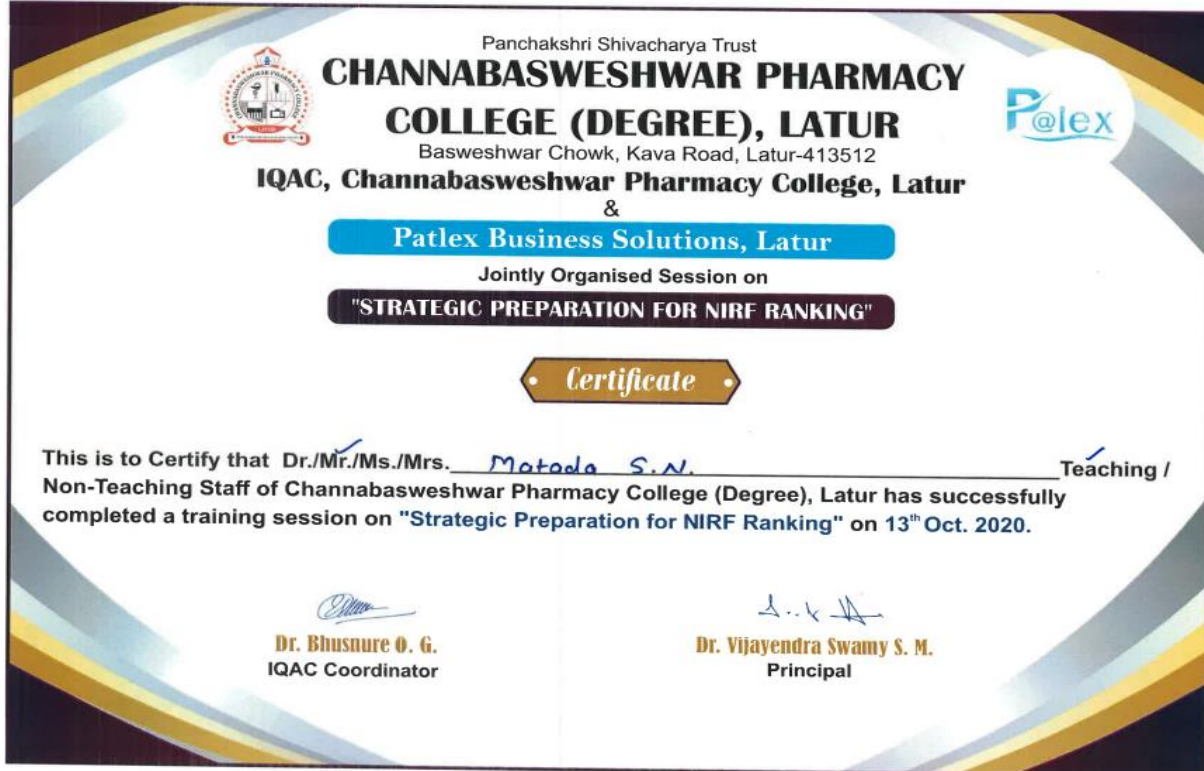 Panchakshri Shivacharya Trust
CHANNABASWESHWAR PHARMACY
COLLEGE (DEGREE), LATUR
P@lex
Basweshwar Chowk, Kava Road, Latur-413512
IQAC, Channabasweshwar Pharmacy College, Latur
&
Patlex Business Solutions, Latur
Jointly Organised Session on
"STRATEGIC PREPARATION FOR NIRF RANKING"
Certificate
This is to Certify that Dr./Mr./Ms./Mrs. Matada S.N. Teaching /
Non-Teaching Staff of Channabasweshwar Pharmacy College (Degree), Latur has successfully
completed a training session on "Strategic Preparation for NIRF Ranking" on 13th Oct. 2020.
Dr. Bhusnure O. G.
IQAC Coordinator
Dr. Vijayendra Swamy S. M.
Principal